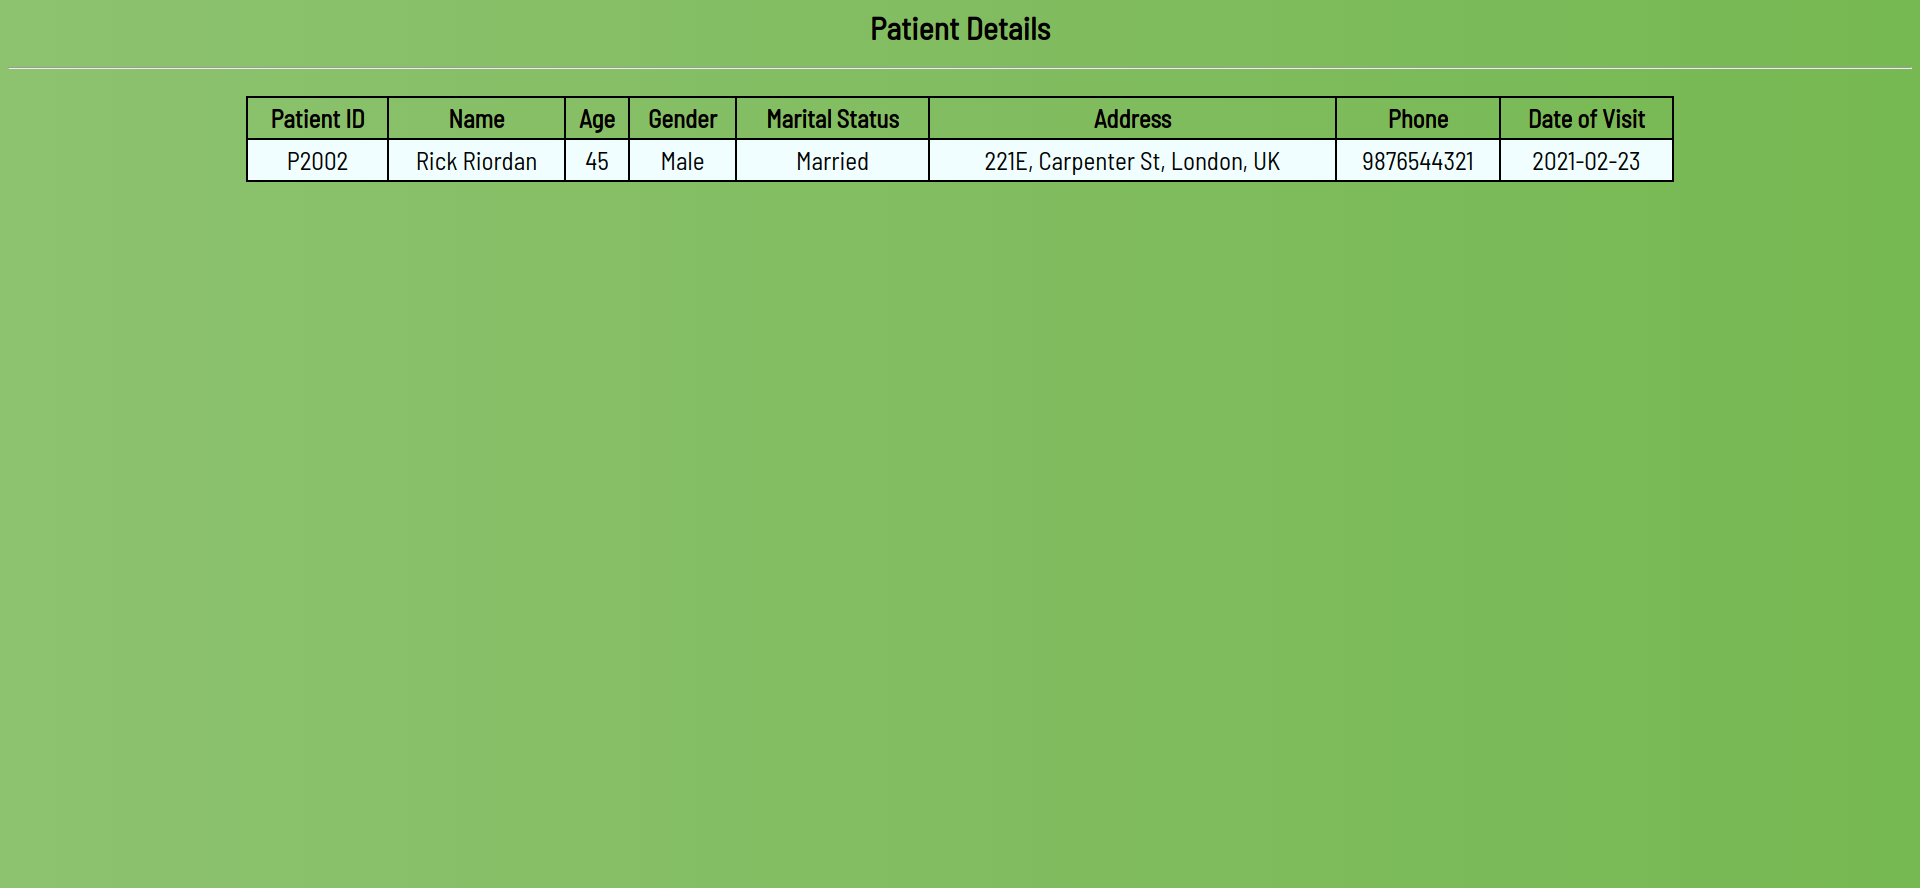 Patient Details
Patient ID Name Age Gender Marital Status Address Phone Date of Visit
P2002 Rick Riordan 45 Male Married 221E, Carpenter St, London, UK 9876544321 2021-02-23